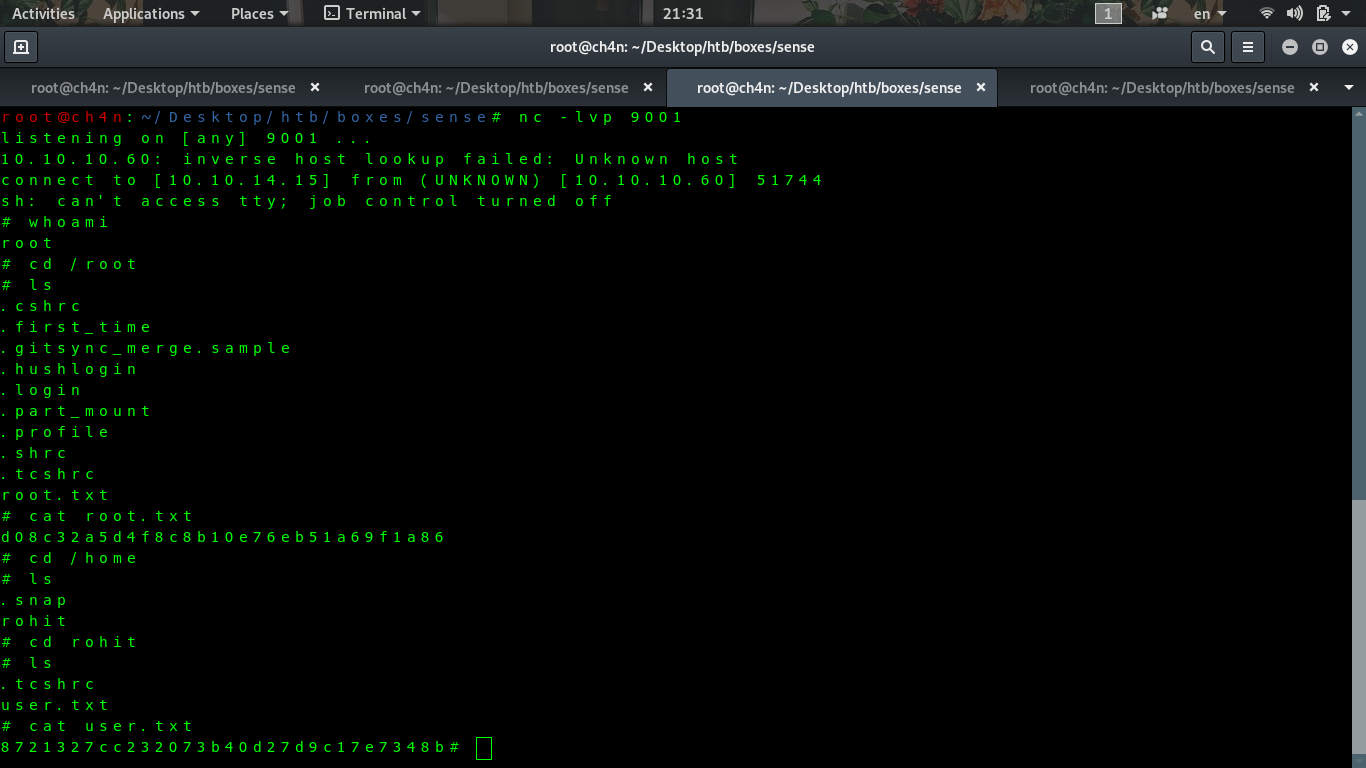 Activities Applications Places Terminal 21:31 1 en
root@ch4n: ~/Desktop/htb/boxes/sense
root@ch4n: ~/Desktop/htb/boxes/sense root@ch4n: ~/Desktop/htb/boxes/sense root@ch4n: ~/Desktop/htb/boxes/sense root@ch4n: ~/Desktop/htb/boxes/sense
root@ch4n:~/Desktop/htb/boxes/sense# nc -lvp 9001
listening on [any] 9001 ...
10.10.10.60: inverse host lookup failed: Unknown host
connect to [10.10.14.15] from (UNKNOWN) [10.10.10.60] 51744
sh: can't access tty; job control turned off
# whoami
root
# cd /root
# ls
.cshrc
.first_time
.gitsync_merge.sample
.hushlogin
.login
.part_mount
.profile
.shrc
.tcshrc
root.txt
# cat root.txt
d08c32a5d4f8c8b10e76eb51a69f1a86
# cd /home
# ls
.snap
rohit
# cd rohit
# ls
.tcshrc
user.txt
# cat user.txt
8721327cc232073b40d27d9c17e7348b#